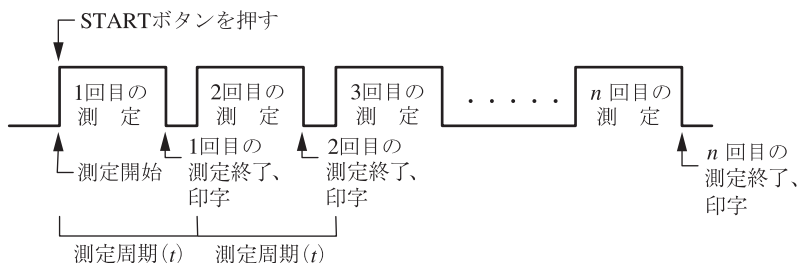 STARTボタンを押す
1回目の
測 定
2回目の
測 定
3回目の
測 定
・・・・・
n 回目の
測 定
測定開始
1回目の
測定終了、
印字
2回目の
測定終了、
印字
n 回目の
測定終了、
印字
測定周期(t)
測定周期(t)